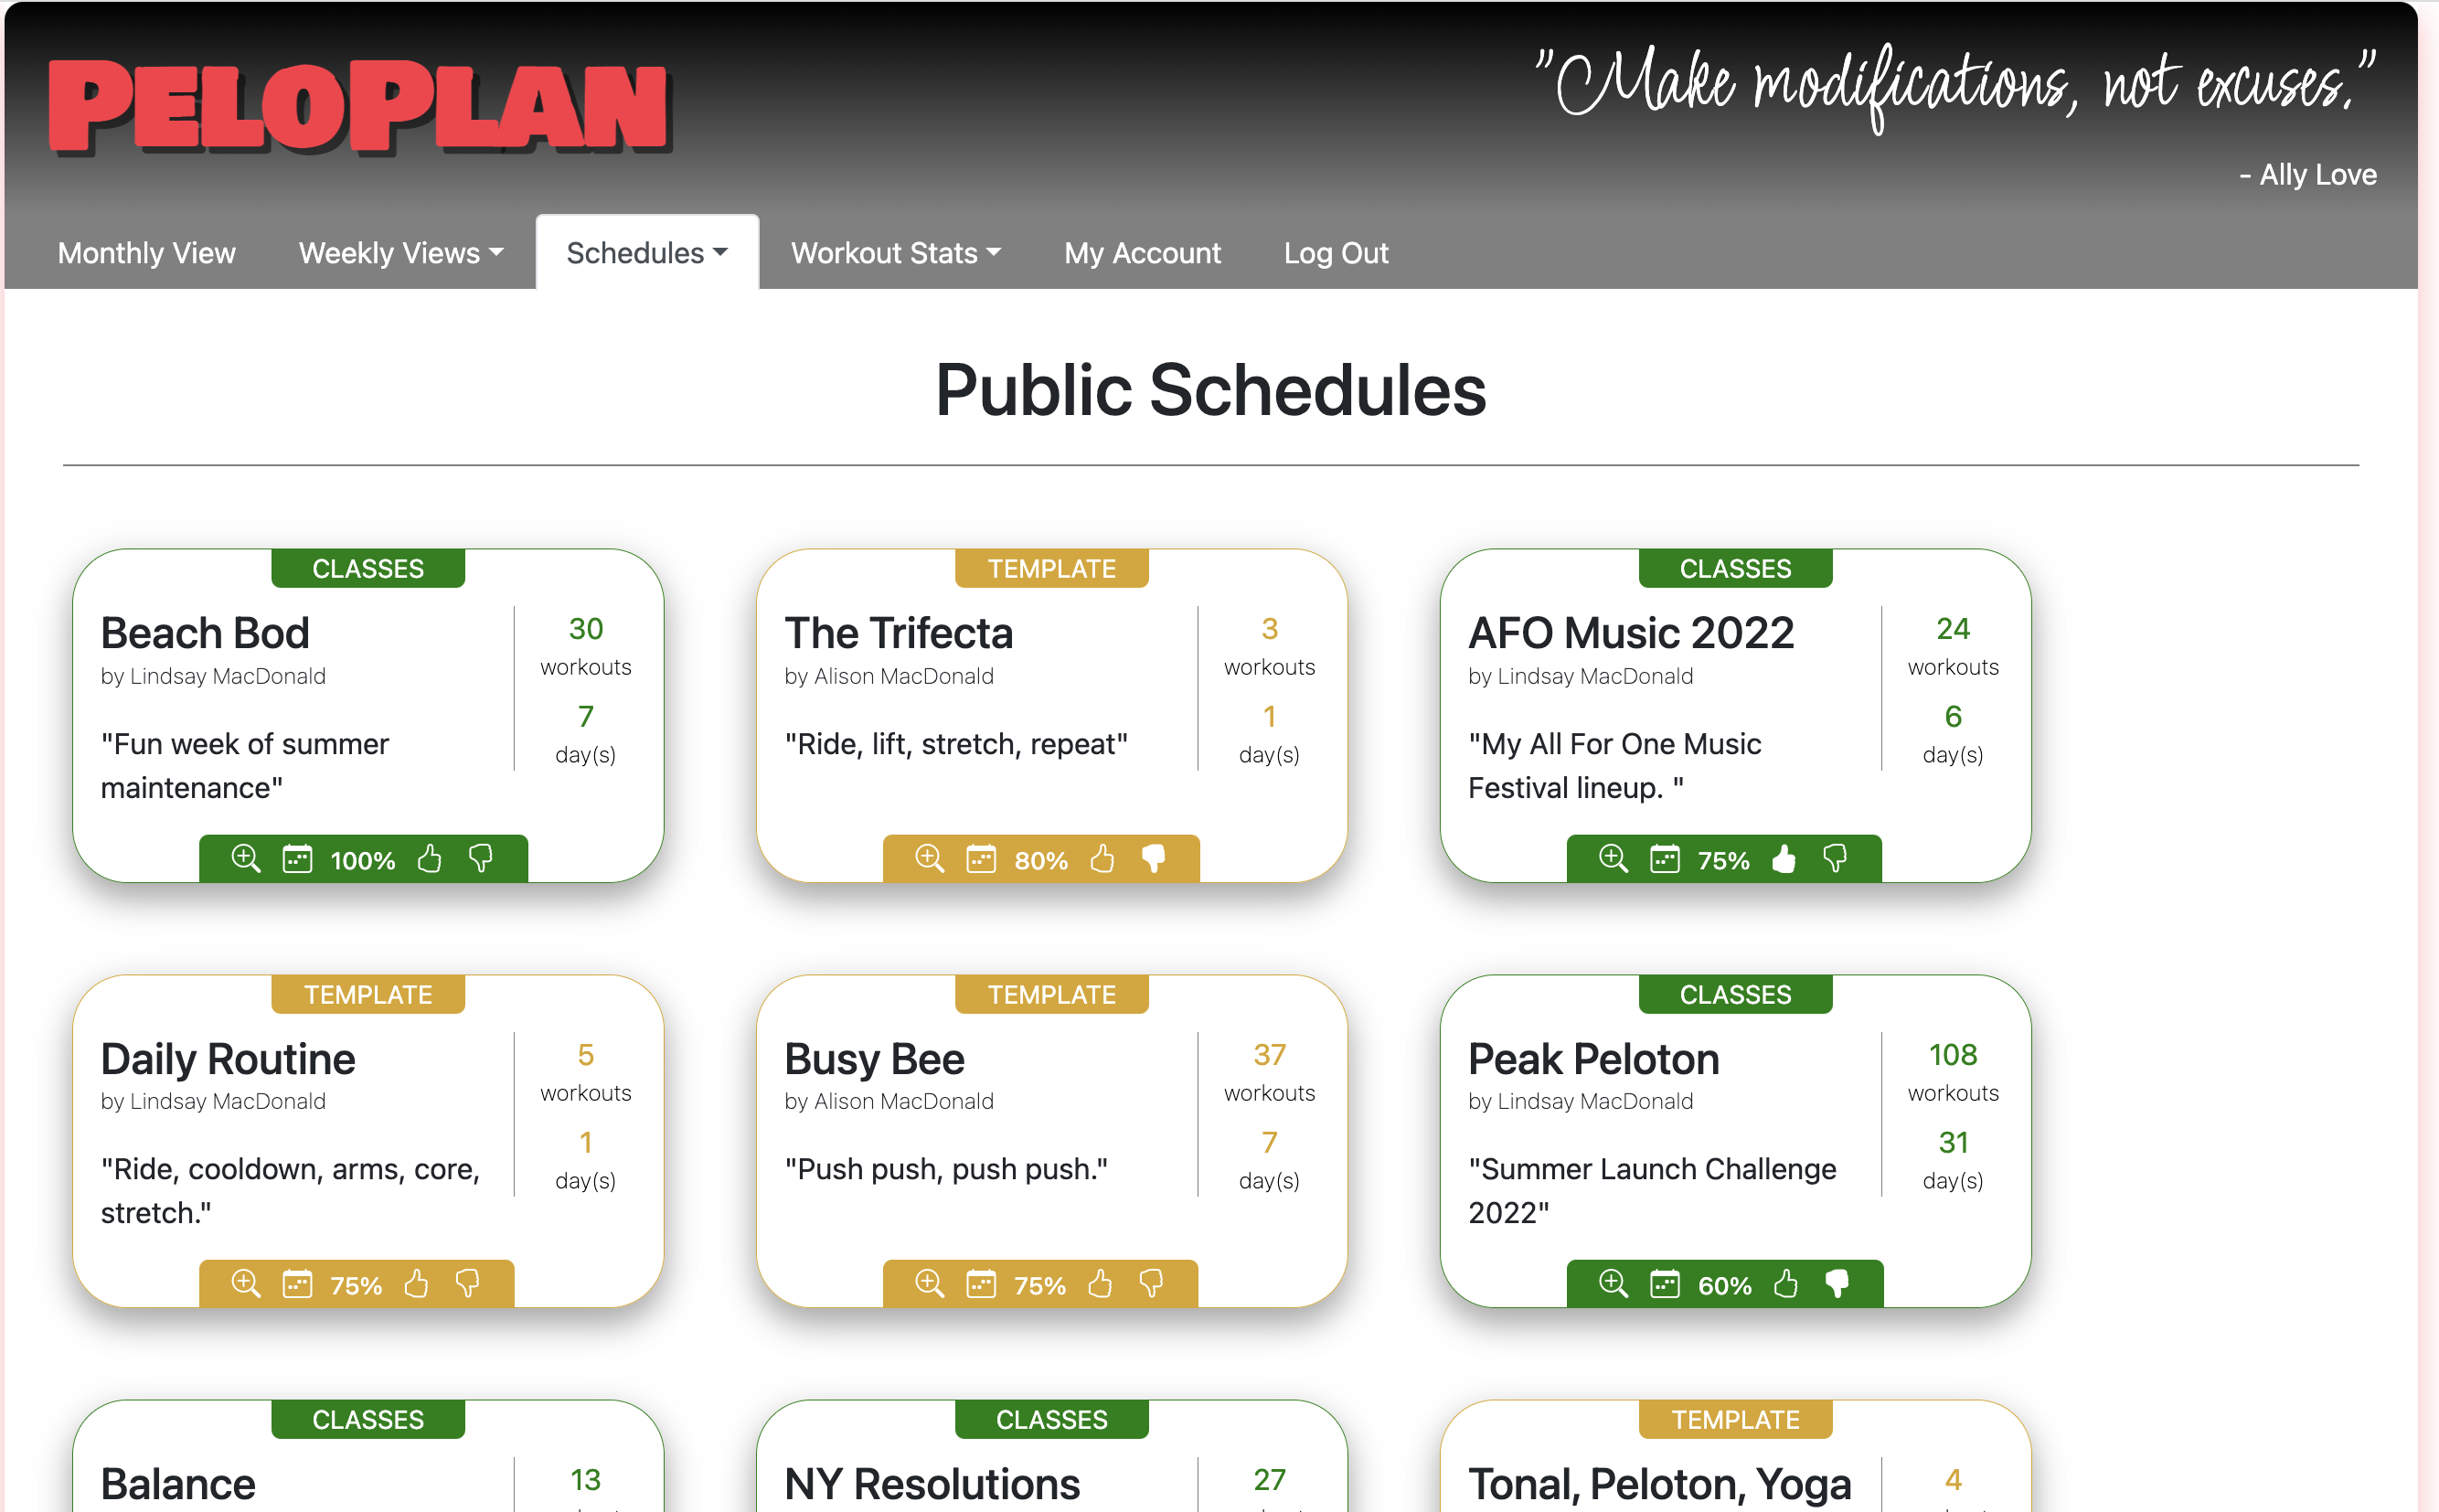 PELOPLAN
"Make modifications, not excuses."
- Ally Love
Monthly View Weekly Views Schedules Workout Stats My Account Log Out
Public Schedules
CLASSES
Beach Bod
by Lindsay MacDonald
"Fun week of summer
maintenance"
30
workouts
7
day(s)
100%
TEMPLATE
The Trifecta
by Alison MacDonald
"Ride, lift, stretch, repeat"
3
workouts
1
day(s)
80%
CLASSES
AFO Music 2022
by Lindsay MacDonald
"My All For One Music
Festival lineup. "
24
workouts
6
day(s)
75%
TEMPLATE
Daily Routine
by Lindsay MacDonald
"Ride, cooldown, arms, core,
stretch."
5
workouts
1
day(s)
75%
TEMPLATE
Busy Bee
by Alison MacDonald
"Push push, push push."
37
workouts
7
day(s)
75%
CLASSES
Peak Peloton
by Lindsay MacDonald
"Summer Launch Challenge
2022"
108
workouts
31
day(s)
60%
CLASSES
Balance
13
CLASSES
NY Resolutions
27
TEMPLATE
Tonal, Peloton, Yoga
4